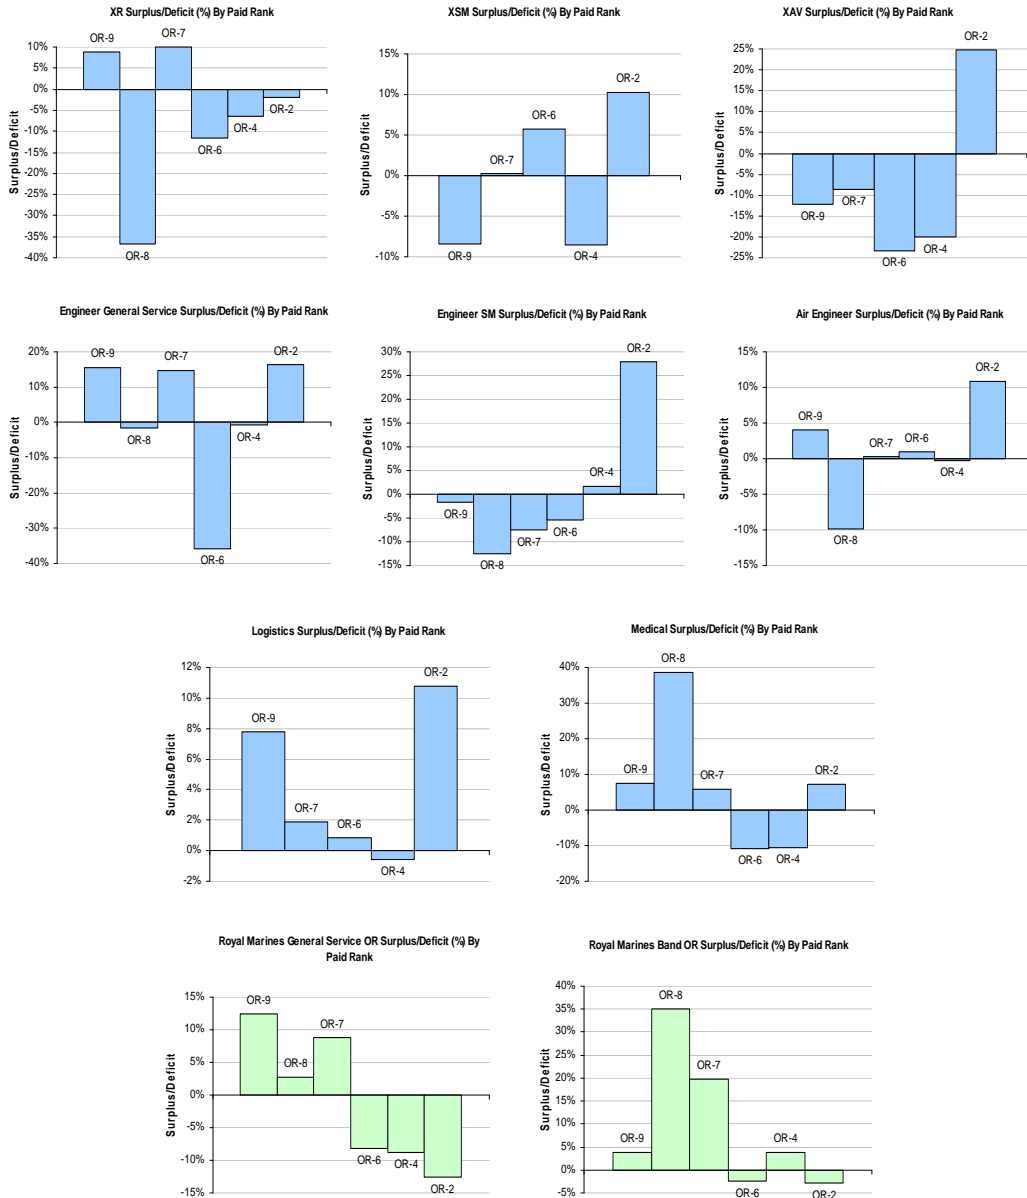 XR Surplus/Deficit (%) By Paid Rank
10%
5%
0%
-5%
-10%
-15%
-20%
-25%
-30%
-35%
-40%
Surplus/Deficit
OR-9
OR-8
OR-7
OR-6
OR-4
OR-2
XSM Surplus/Deficit (%) By Paid Rank
15%
10%
5%
0%
-5%
-10%
Surplus/Deficit
OR-9
OR-7
OR-6
OR-4
OR-2
XAV Surplus/Deficit (%) By Paid Rank
25%
20%
15%
10%
5%
0%
-5%
-10%
-15%
-20%
-25%
Surplus/Deficit
OR-9
OR-7
OR-6
OR-4
OR-2
Engineer General Service Surplus/Deficit (%) By Paid Rank
20%
10%
0%
-10%
-20%
-30%
-40%
Surplus/Deficit
OR-9
OR-8
OR-7
OR-6
OR-4
OR-2
Engineer SM Surplus/Deficit (%) By Paid Rank
30%
25%
20%
15%
10%
5%
0%
-5%
-10%
-15%
Surplus/Deficit
OR-9
OR-8
OR-7
OR-6
OR-4
OR-2
Air Engineer Surplus/Deficit (%) By Paid Rank
15%
10%
5%
0%
-5%
-10%
-15%
Surplus/Deficit
OR-9
OR-8
OR-7
OR-6
OR-4
OR-2
Logistics Surplus/Deficit (%) By Paid Rank
12%
10%
8%
6%
4%
2%
0%
-2%
Surplus/Deficit
OR-9
OR-7
OR-6
OR-4
OR-2
Medical Surplus/Deficit (%) By Paid Rank
40%
30%
20%
10%
0%
-10%
-20%
Surplus/Deficit
OR-9
OR-8
OR-7
OR-6
OR-4
OR-2
Royal Marines General Service OR Surplus/Deficit (%) By
Paid Rank
15%
10%
5%
0%
-5%
-10%
-15%
Surplus/Deficit
OR-9
OR-8
OR-7
OR-6
OR-4
OR-2
Royal Marines Band OR Surplus/Deficit (%) By Paid Rank
40%
35%
30%
25%
20%
15%
10%
5%
0%
-5%
Surplus/Deficit
OR-9
OR-8
OR-7
OR-6
OR-4
OR-2